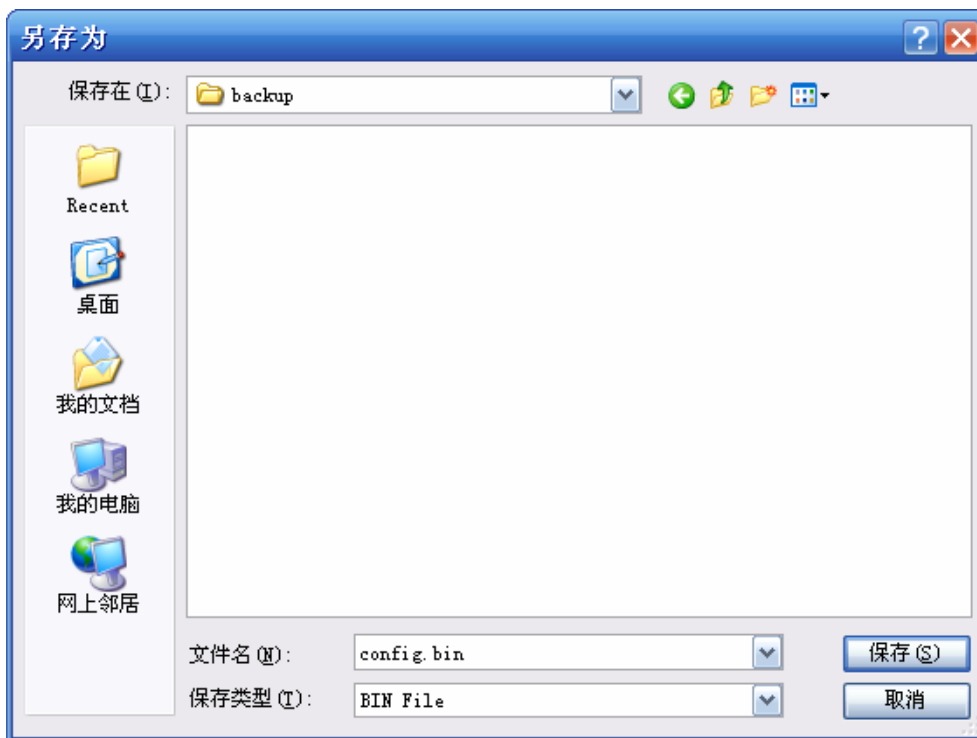 另存为
保存在(I):
backup
Recent
桌面
我的文档
我的电脑
网上邻居
文件名(N):
config.bin
保存(S)
保存类型(T):
BIN File
取消